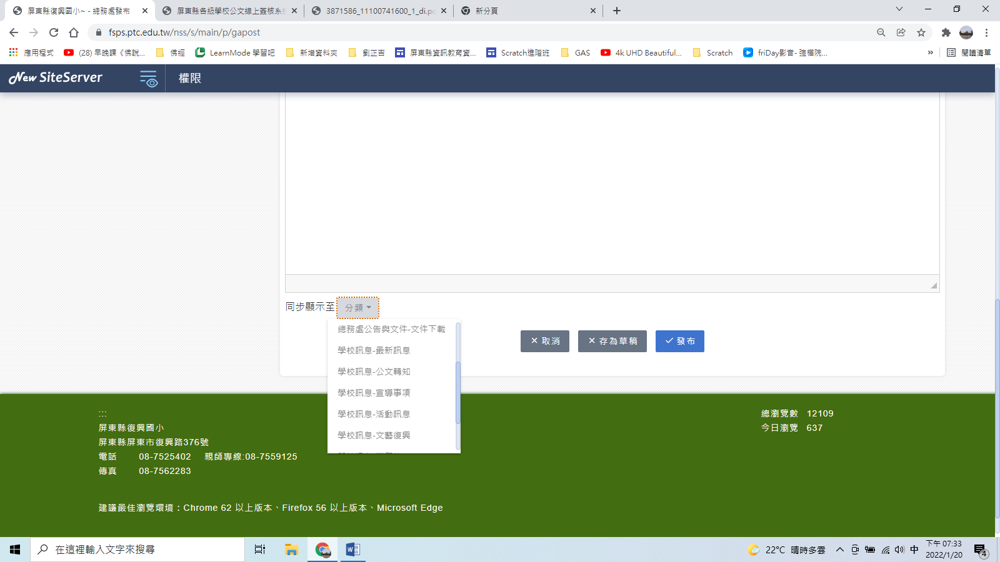 屏東縣復興國小~ - 總務處發布
屏東縣各級學校公文線上簽核系統
3871586_11100741600_1_di.pd
新分頁
fsps.ptc.edu.tw/nss/s/main/p/gapost
應用程式
(28) 早晚課《佛說...
佛經
LearnMode 學習吧
新增資料夾
劉正吉
屏東縣資訊教育資...
Scratch進階班
GAS
4k UHD Beautiful...
Scratch
friDay影音- 強檔院...
»
閱讀清單
New SiteServer
權限
同步顯示至
分類
總務處公告與文件-文件下載
學校訊息-最新訊息
學校訊息-公文轉知
學校訊息-宣導事項
學校訊息-活動訊息
學校訊息-文藝復興
取消
存為草稿
發布
:::
屏東縣復興國小
屏東縣屏東市復興路376號
電話 08-7525402 親師專線:08-7559125
傳真 08-7562283
建議最佳瀏覽環境：Chrome 62 以上版本、Firefox 56 以上版本、Microsoft Edge
總瀏覽數 12109
今日瀏覽 637
在這裡輸入文字來搜尋
22°C 晴時多雲
中
下午 07:33
2022/1/20
4